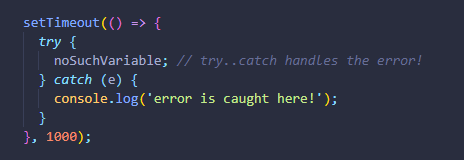 setTimeout(() => {
  try {
    noSuchVariable; // try..catch handles the error!
  } catch (e) {
    console.log('error is caught here!');
  }
}, 1000);